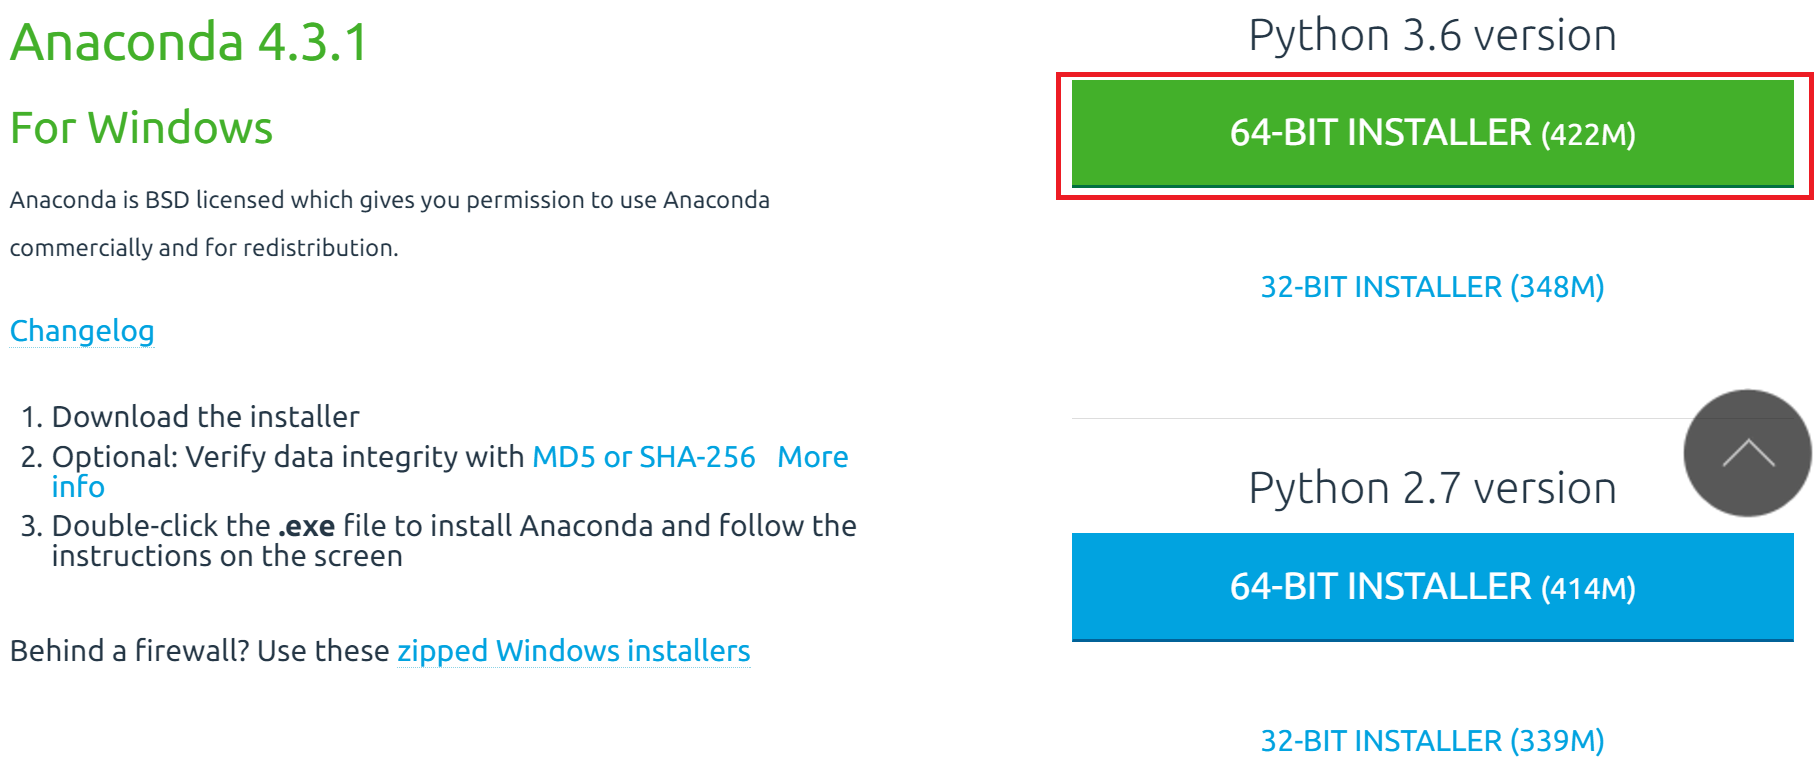 Anaconda 4.3.1
For Windows
Anaconda is BSD licensed which gives you permission to use Anaconda
commercially and for redistribution.
Changelog
1. Download the installer
2. Optional: Verify data integrity with MD5 or SHA-256 More
info
3. Double-click the .exe file to install Anaconda and follow the
instructions on the screen
Behind a firewall? Use these zipped Windows installers
Python 3.6 version
64-BIT INSTALLER (422M)
32-BIT INSTALLER (348M)
Python 2.7 version
64-BIT INSTALLER (414M)
32-BIT INSTALLER (339M)